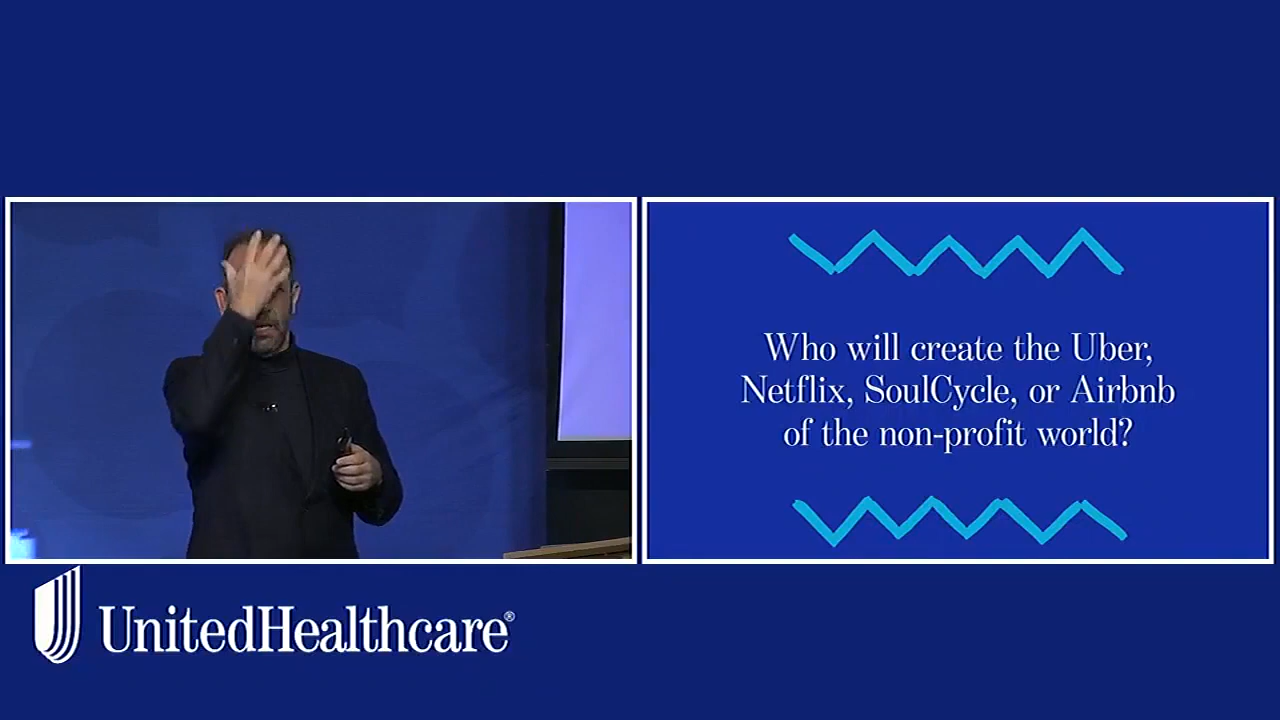 Who will create the Uber,
Netflix, SoulCycle, or Airbnb
of the non-profit world?
UnitedHealthcare®